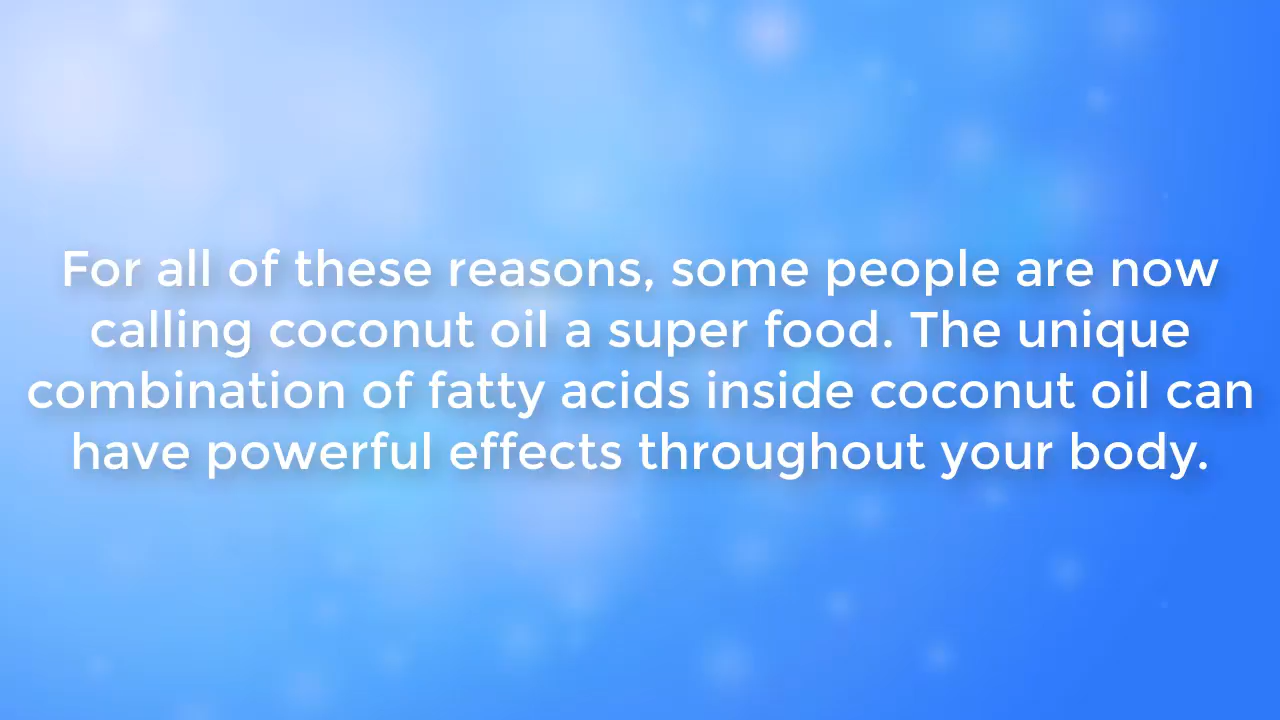 For all of these reasons, some people are now
calling coconut oil a super food. The unique
combination of fatty acids inside coconut oil can
have powerful effects throughout your body.